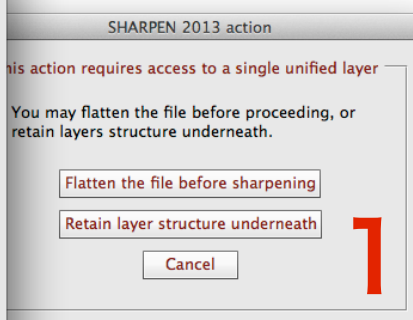 SHARPEN 2013 action
his action requires access to a single unified layer
You may flatten the file before proceeding, or
retain layers structure underneath.
Flatten the file before sharpening
Retain layer structure underneath
1
Cancel